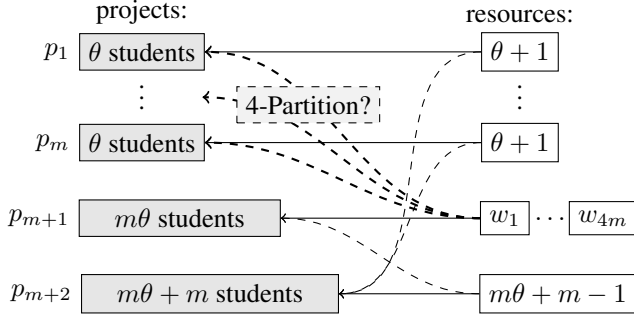 projects: resources:
p₁ θ students θ + 1
⋮ 4-Partition? ⋮
pₘ θ students θ + 1
pₘ₊₁ mθ students w₁ ⋯ w₄ₘ
pₘ₊₂ mθ + m students mθ + m − 1